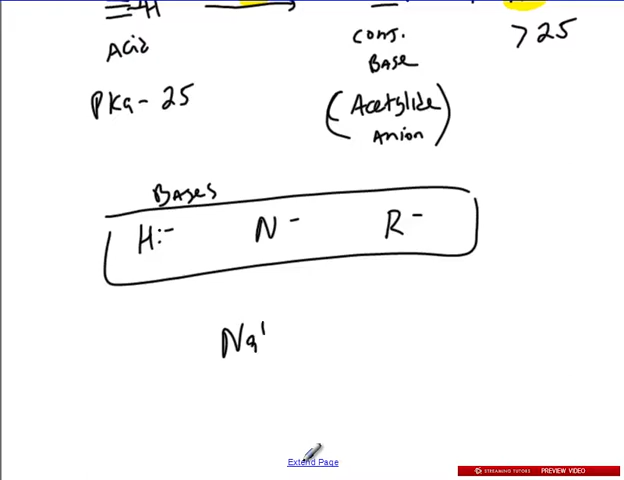 ≡-H
Acid
PKa - 25
Conj.
Base
(Acetylide
Anion)
> 25
Bases
H:- N- R-
Na'
Extend Page
STREAMING TUTORS PREVIEW VIDEO